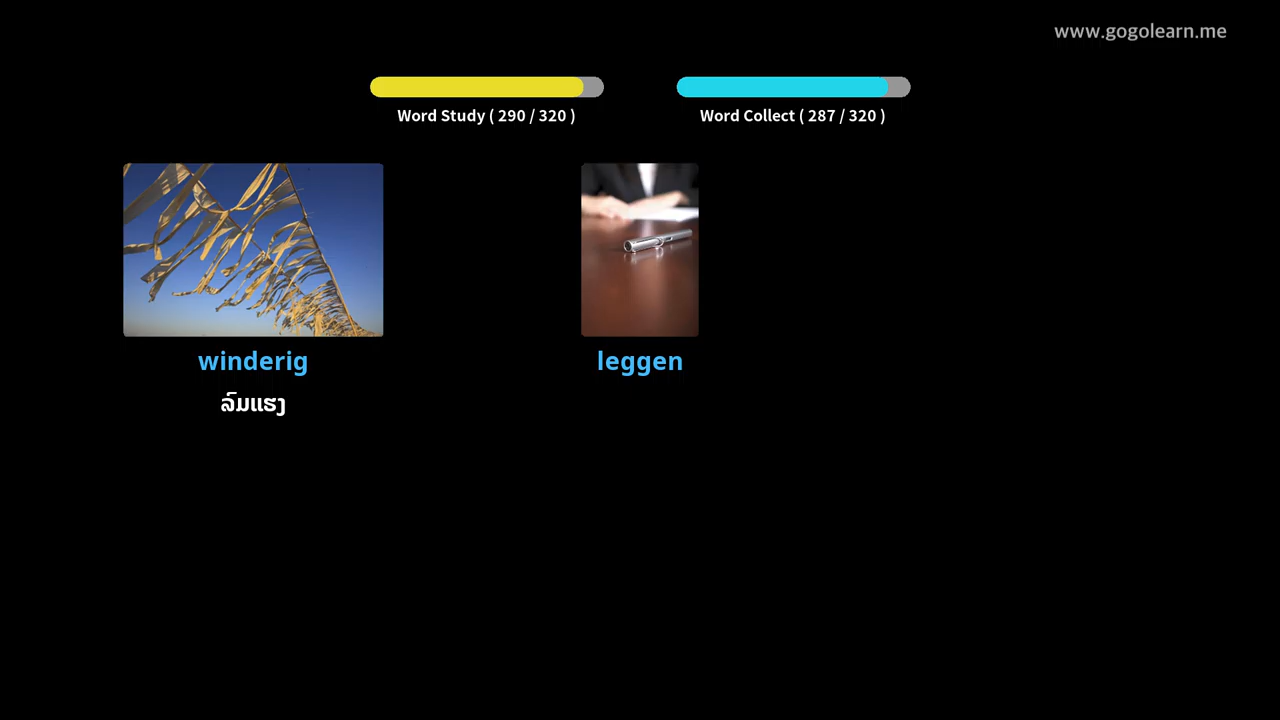 www.gogolearn.me
Word Study ( 290 / 320 )
Word Collect ( 287 / 320 )
winderig
leggen
ລົມແຮງ